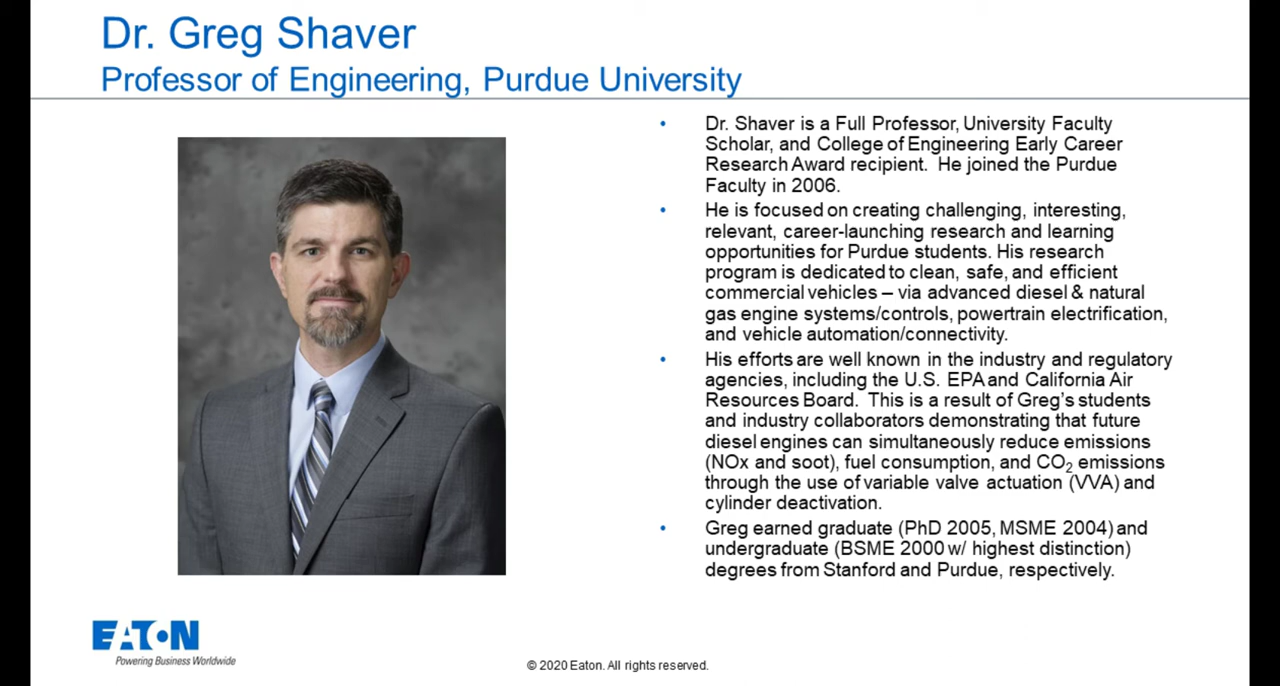 Dr. Greg Shaver
Professor of Engineering, Purdue University
• Dr. Shaver is a Full Professor, University Faculty
Scholar, and College of Engineering Early Career
Research Award recipient.  He joined the Purdue
Faculty in 2006.
• He is focused on creating challenging, interesting,
relevant, career-launching research and learning
opportunities for Purdue students. His research
program is dedicated to clean, safe, and efficient
commercial vehicles – via advanced diesel & natural
gas engine systems/controls, powertrain electrification,
and vehicle automation/connectivity.
• His efforts are well known in the industry and regulatory
agencies, including the U.S. EPA and California Air
Resources Board.  This is a result of Greg's students
and industry collaborators demonstrating that future
diesel engines can simultaneously reduce emissions
(NOx and soot), fuel consumption, and CO₂ emissions
through the use of variable valve actuation (VVA) and
cylinder deactivation.
• Greg earned graduate (PhD 2005, MSME 2004) and
undergraduate (BSME 2000 w/ highest distinction)
degrees from Stanford and Purdue, respectively.
EATON
Powering Business Worldwide
© 2020 Eaton. All rights reserved.